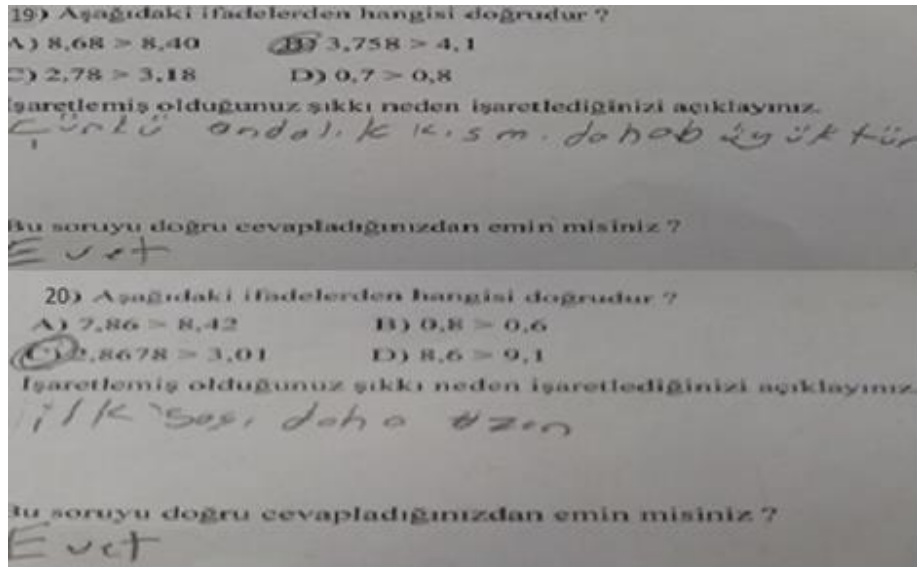 19) Aşağıdaki ifadelerden hangisi doğrudur ?
A) 8,68 > 8,40 B) 3,758 > 4,1
C) 2,78 > 3,18 D) 0,7 > 0,8
İşaretlemiş olduğunuz şıkkı neden işaretlediğinizi açıklayınız.
Çünkü ondalık kısm. daha büyüktür
Bu soruyu doğru cevapladığınızdan emin misiniz ?
Evet
20) Aşağıdaki ifadelerden hangisi doğrudur ?
A) 7,86 > 8,42 B) 0,8 > 0,6
C) 2,8678 > 3,01 D) 8,6 > 9,1
İşaretlemiş olduğunuz şıkkı neden işaretlediğinizi açıklayınız.
ilk daha uzun
Bu soruyu doğru cevapladığınızdan emin misiniz ?
Evet